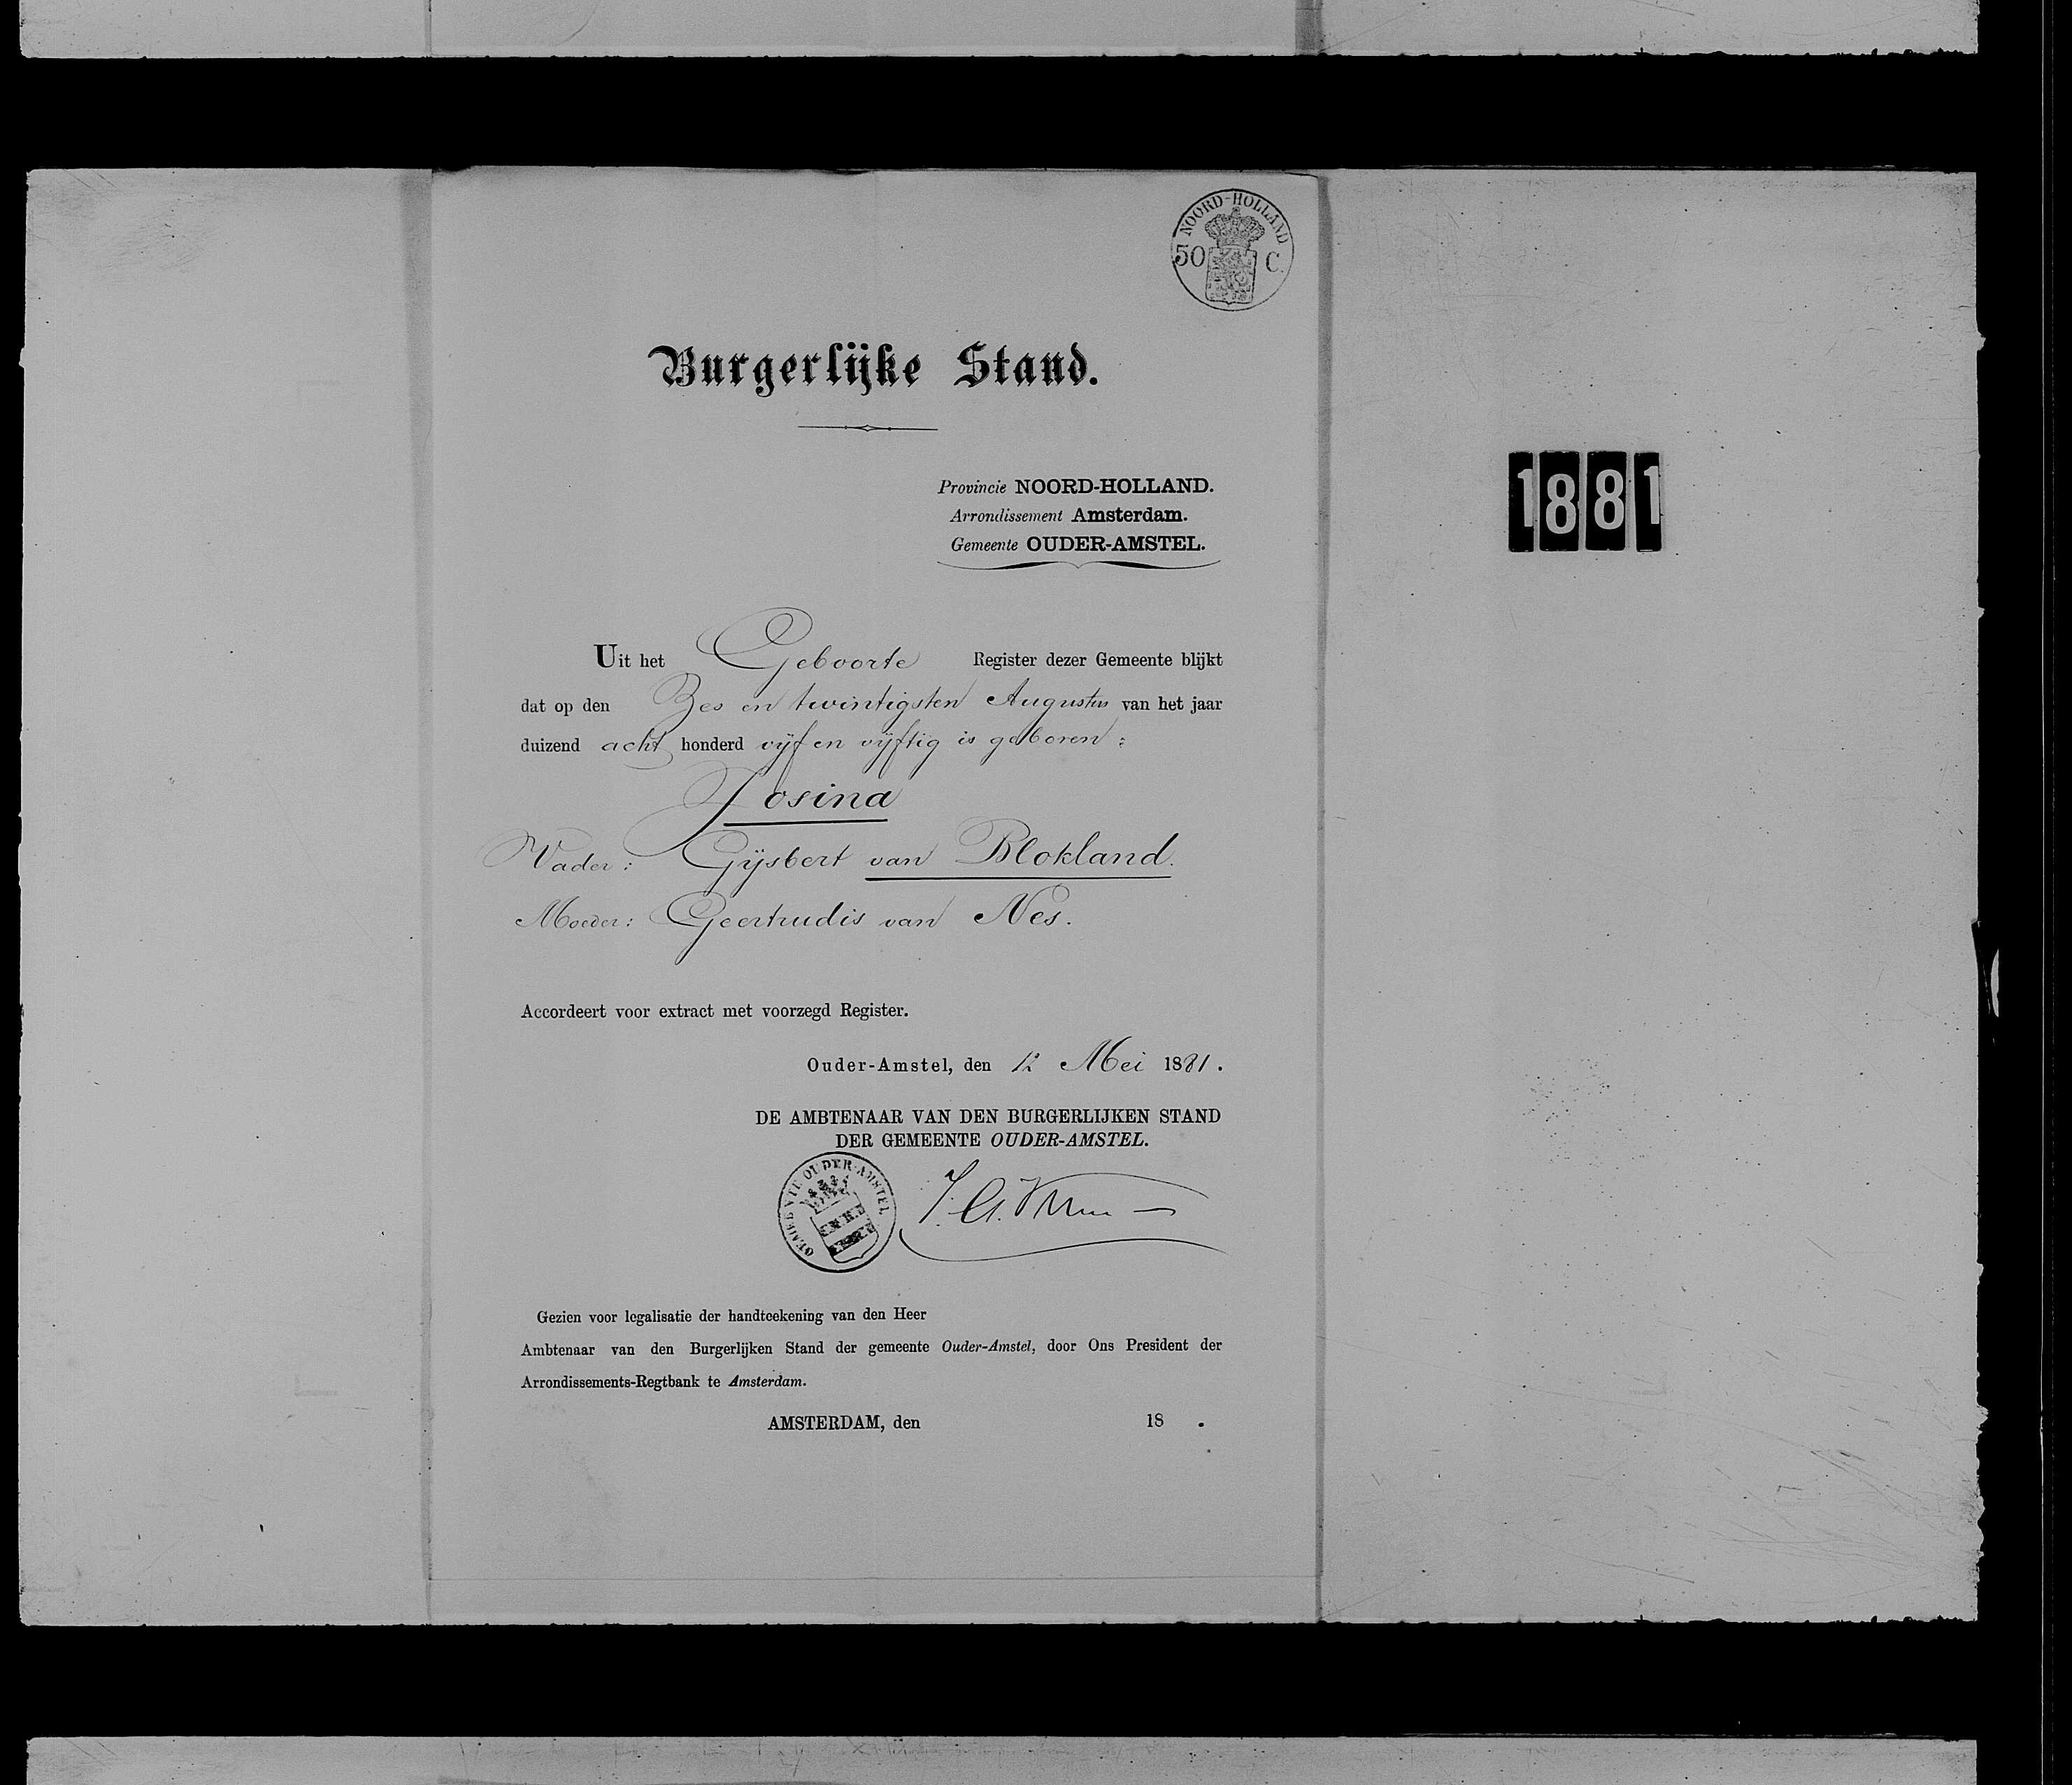 NOORD-HOLLAND
50 C.
Burgerlijke Stand.
Provincie NOORD-HOLLAND.
Arrondissement Amsterdam.
Gemeente OUDER-AMSTEL.
1881
Uit het Geboorte Register dezer Gemeente blijkt
dat op den Zes en twintigsten Augustus van het jaar
duizend acht honderd vijf en vijftig is geboren:
Josina
Vader: Gijsbert van Blokland.
Moeder: Geertrudis van Nes.
Accordeert voor extract met voorzegd Register.
Ouder-Amstel, den 12 Mei 1881.
DE AMBTENAAR VAN DEN BURGERLIJKEN STAND
DER GEMEENTE OUDER-AMSTEL.
GEMEENTE OUDER-AMSTEL
Gezien voor legalisatie der handteekening van den Heer
Ambtenaar van den Burgerlijken Stand der gemeente Ouder-Amstel, door Ons President der
Arrondissements-Regtbank te Amsterdam.
AMSTERDAM, den 18 .